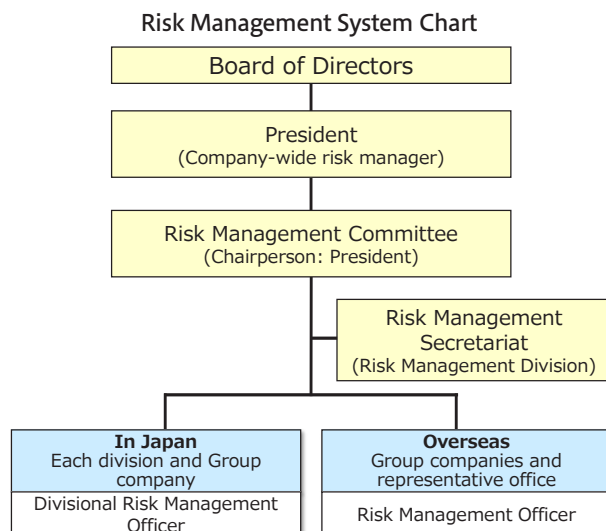 Risk Management System Chart
Board of Directors
President
(Company-wide risk manager)
Risk Management Committee
(Chairperson: President)
Risk Management
Secretariat
(Risk Management Division)
In Japan
Each division and Group
company
Divisional Risk Management
Officer
Overseas
Group companies and
representative office
Risk Management Officer